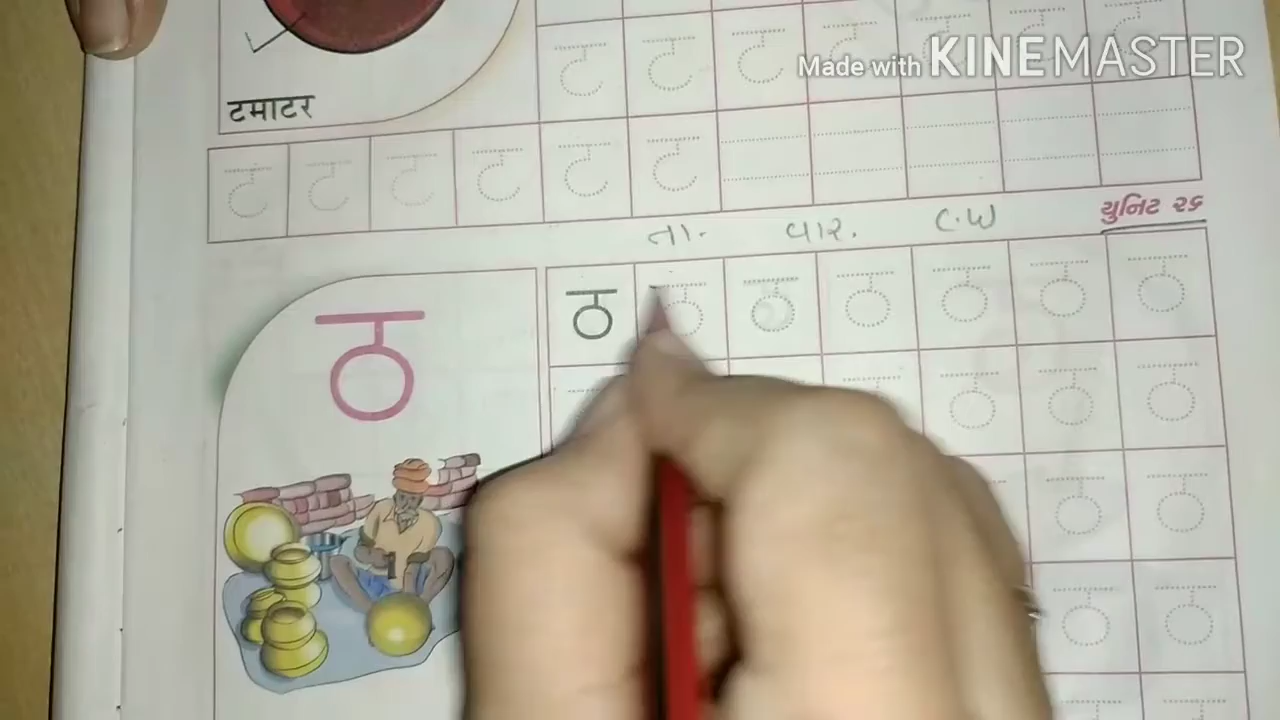 ट ट ट ट ट ट ट
Made with KINEMASTER
टमाटर
ट ट ट ट ट ट
તા. વાર. C.W
યુનિટ ૨૬
ठ ठ ठ ठ ठ ठ ठ
ठ
ठ ठ ठ
ठ ठ
ठ ठ